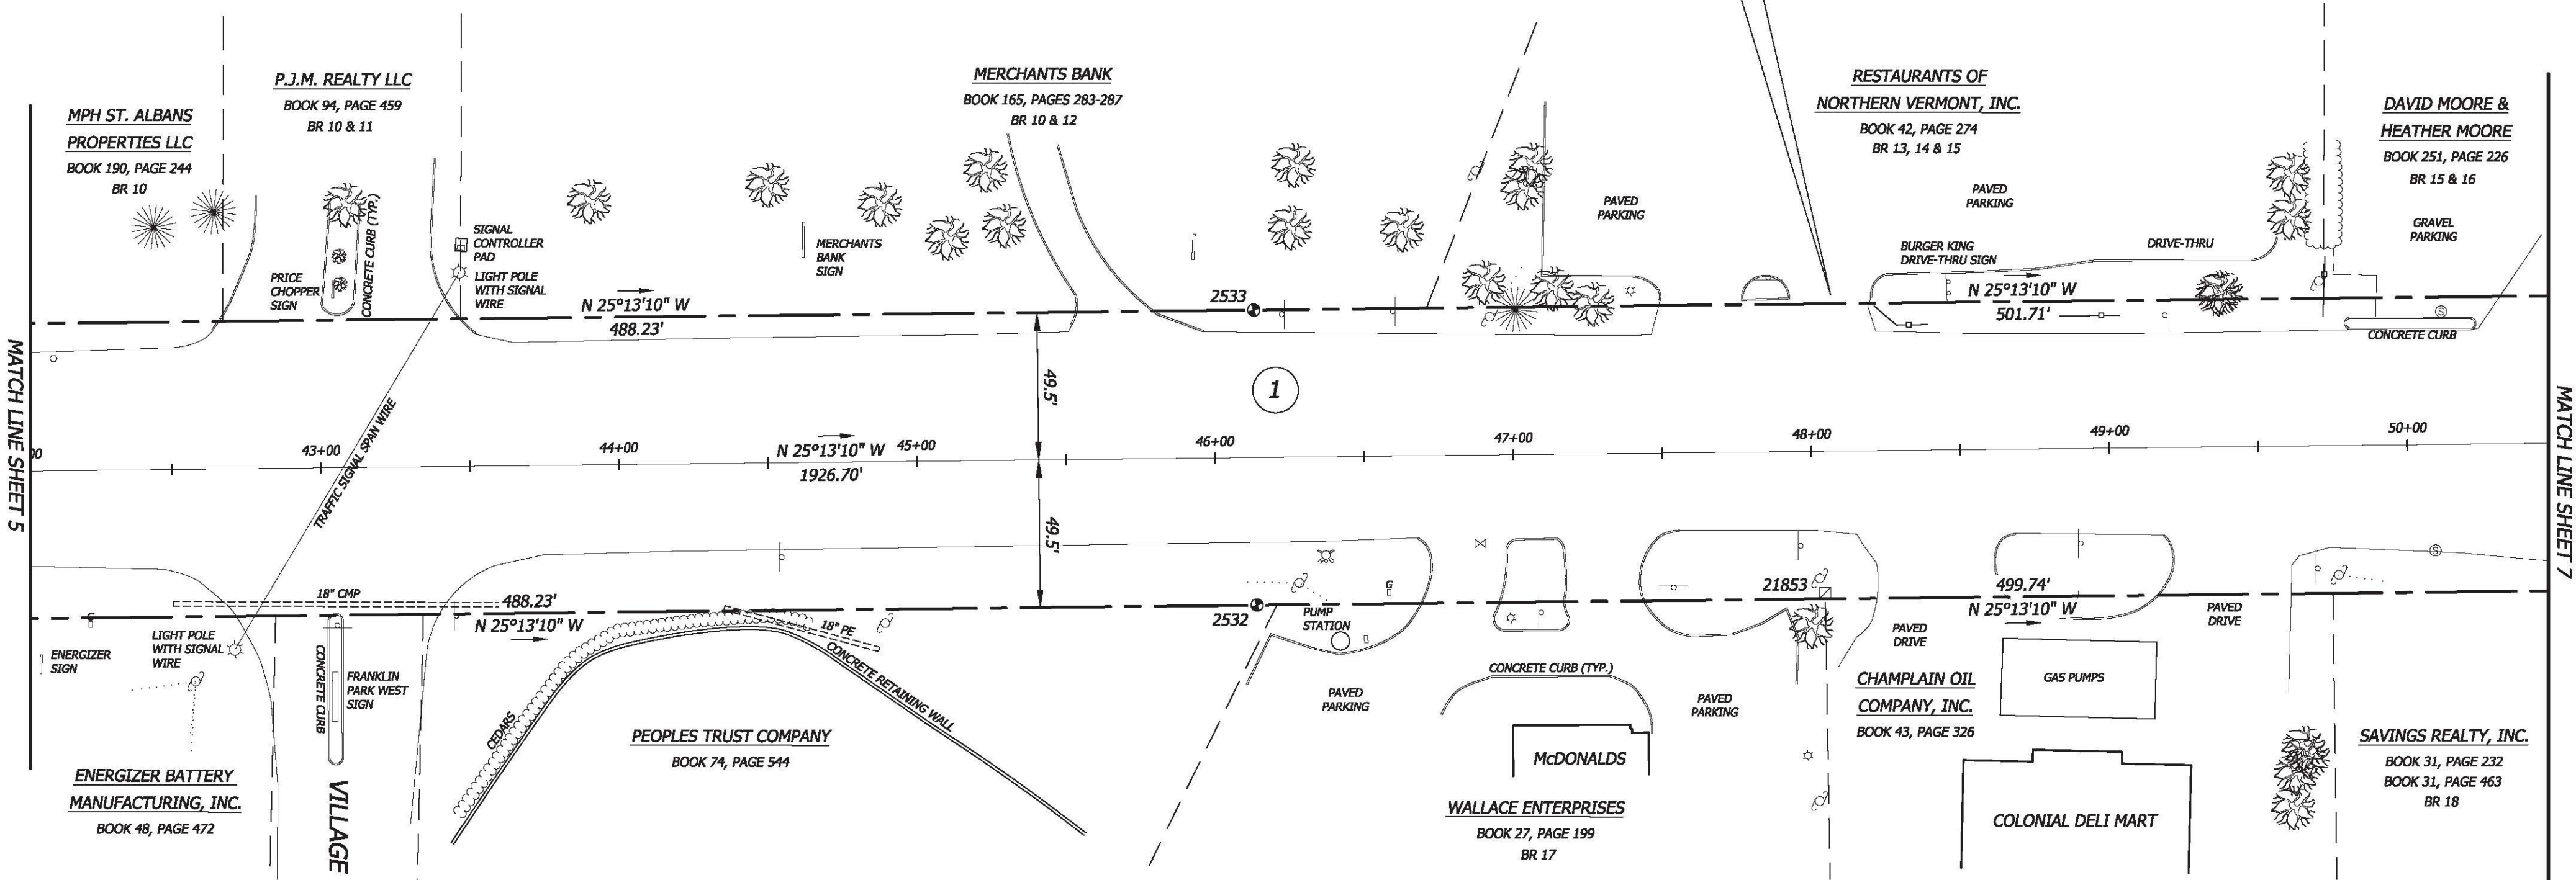 MPH ST. ALBANS
PROPERTIES LLC
BOOK 190, PAGE 244
BR 10
P.J.M. REALTY LLC
BOOK 94, PAGE 459
BR 10 & 11
MERCHANTS BANK
BOOK 165, PAGES 283-287
BR 10 & 12
RESTAURANTS OF
NORTHERN VERMONT, INC.
BOOK 42, PAGE 274
BR 13, 14 & 15
DAVID MOORE &
HEATHER MOORE
BOOK 251, PAGE 226
BR 15 & 16
PRICE
CHOPPER
SIGN
CONCRETE CURB (TYP.)
SIGNAL
CONTROLLER
PAD
LIGHT POLE
WITH SIGNAL
WIRE
MERCHANTS
BANK
SIGN
PAVED
PARKING
PAVED
PARKING
BURGER KING
DRIVE-THRU SIGN
DRIVE-THRU
GRAVEL
PARKING
N 25°13'10" W
488.23'
2533
N 25°13'10" W
501.71'
S
CONCRETE CURB
MATCH LINE SHEET 5
TRAFFIC SIGNAL SPAN WIRE
49.5'
1
MATCH LINE SHEET 7
00
43+00
44+00
N 25°13'10" W
1926.70'
45+00
46+00
47+00
48+00
49+00
50+00
49.5'
18" CMP
488.23'
N 25°13'10" W
G
LIGHT POLE
WITH SIGNAL
WIRE
ENERGIZER
SIGN
CONCRETE CURB
FRANKLIN
PARK WEST
SIGN
18" PE
CONCRETE RETAINING WALL
CEDARS
2532
PUMP
STATION
G
21853
499.74'
N 25°13'10" W
S
PAVED
DRIVE
PAVED
DRIVE
PAVED
PARKING
CONCRETE CURB (TYP.)
PAVED
PARKING
GAS PUMPS
ENERGIZER BATTERY
MANUFACTURING, INC.
BOOK 48, PAGE 472
VILLAGE
PEOPLES TRUST COMPANY
BOOK 74, PAGE 544
McDONALDS
WALLACE ENTERPRISES
BOOK 27, PAGE 199
BR 17
CHAMPLAIN OIL
COMPANY, INC.
BOOK 43, PAGE 326
COLONIAL DELI MART
SAVINGS REALTY, INC.
BOOK 31, PAGE 232
BOOK 31, PAGE 463
BR 18